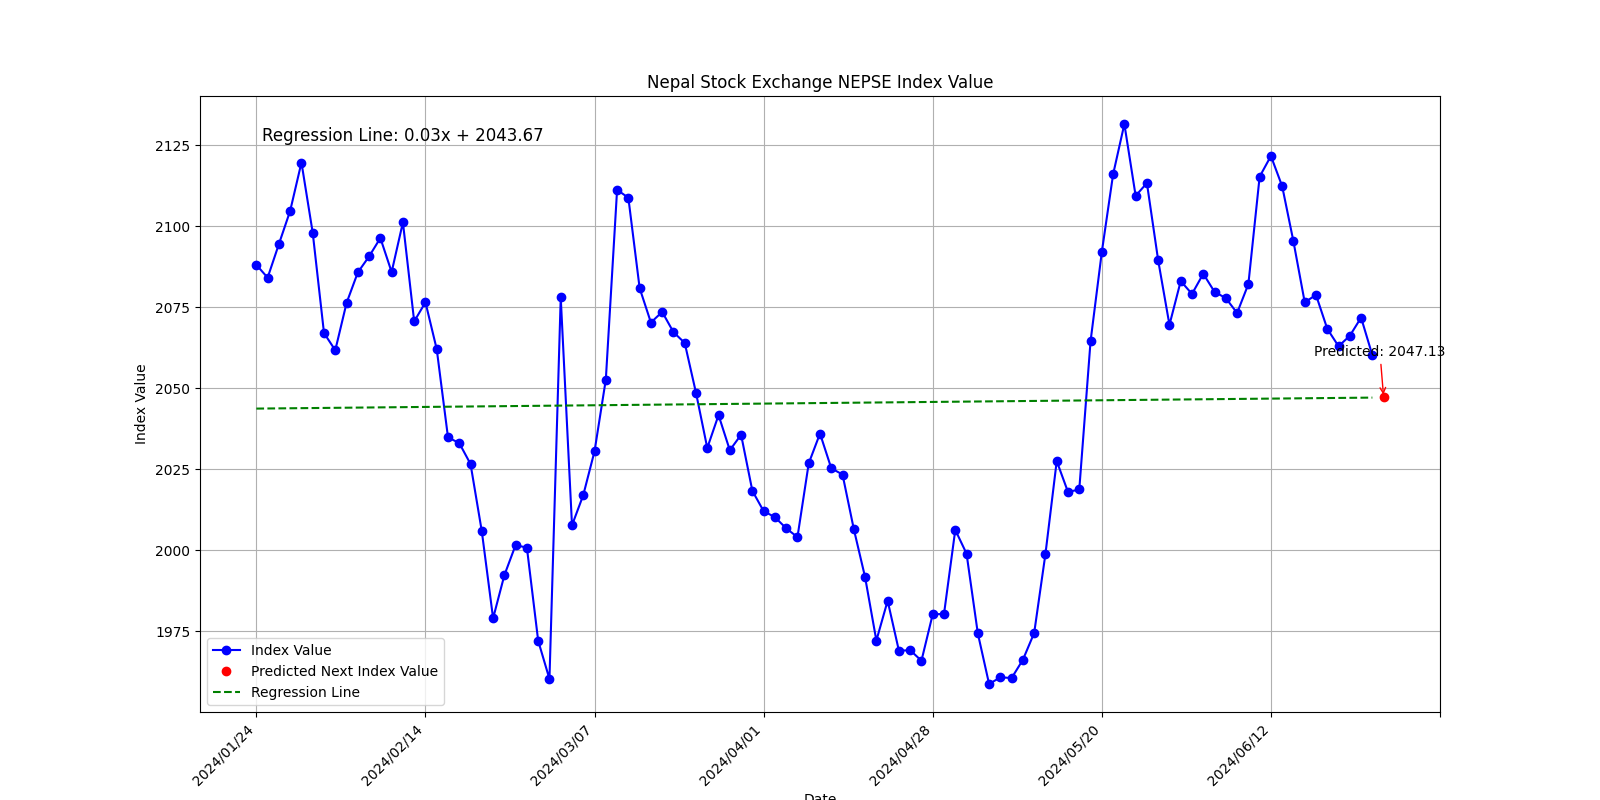 Nepal Stock Exchange NEPSE Index Value
Regression Line: 0.03x + 2043.67
2125
2100
2075
2050
2025
2000
1975
Index Value
Predicted: 2047.13
Index Value
Predicted Next Index Value
Regression Line
2024/01/24
2024/02/14
2024/03/07
2024/04/01
2024/04/28
2024/05/20
2024/06/12
Date